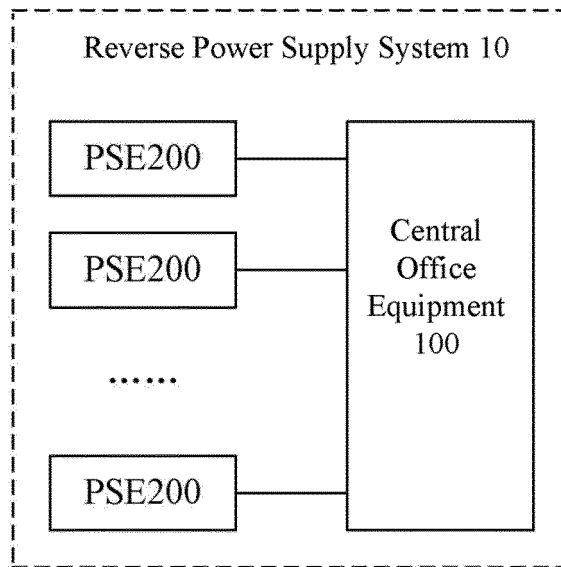 Reverse Power Supply System 10
PSE200
PSE200
......
PSE200
Central
Office
Equipment
100